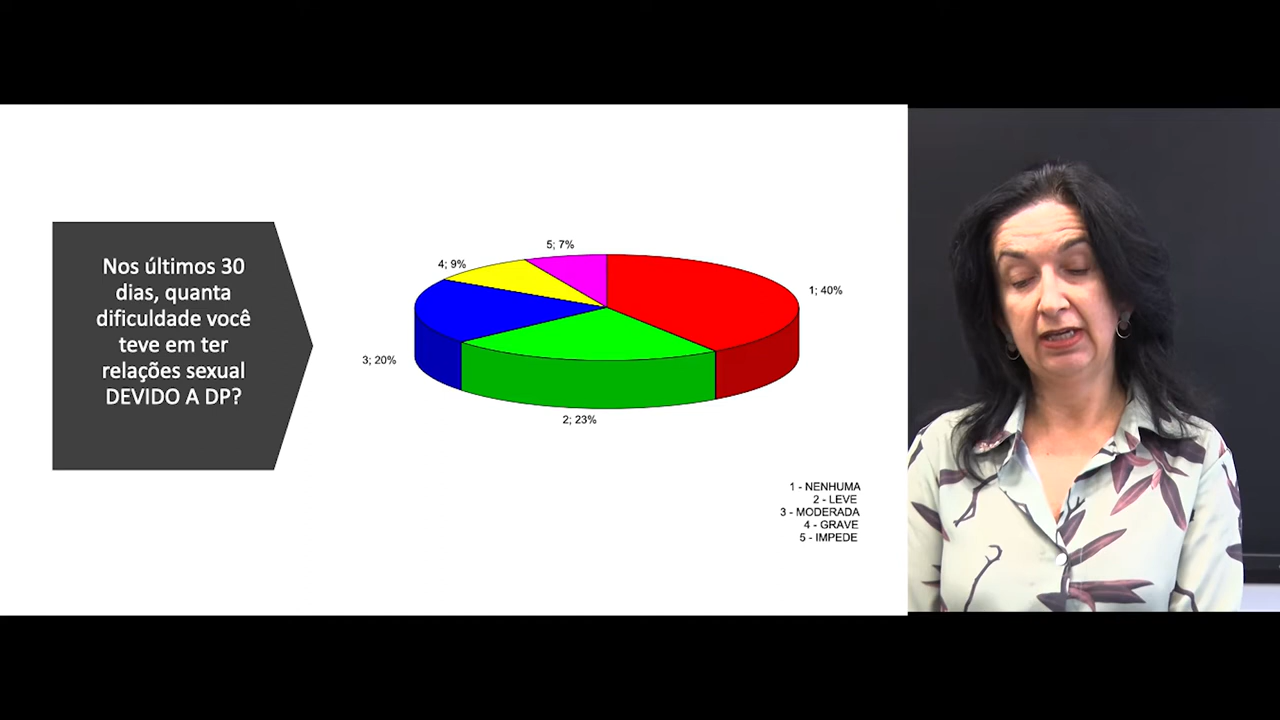 Nos últimos 30
dias, quanta
dificuldade você
teve em ter
relações sexual
DEVIDO A DP?
5; 7%
4; 9%
1; 40%
3; 20%
2; 23%
1 - NENHUMA
2 - LEVE
3 - MODERADA
4 - GRAVE
5 - IMPEDE